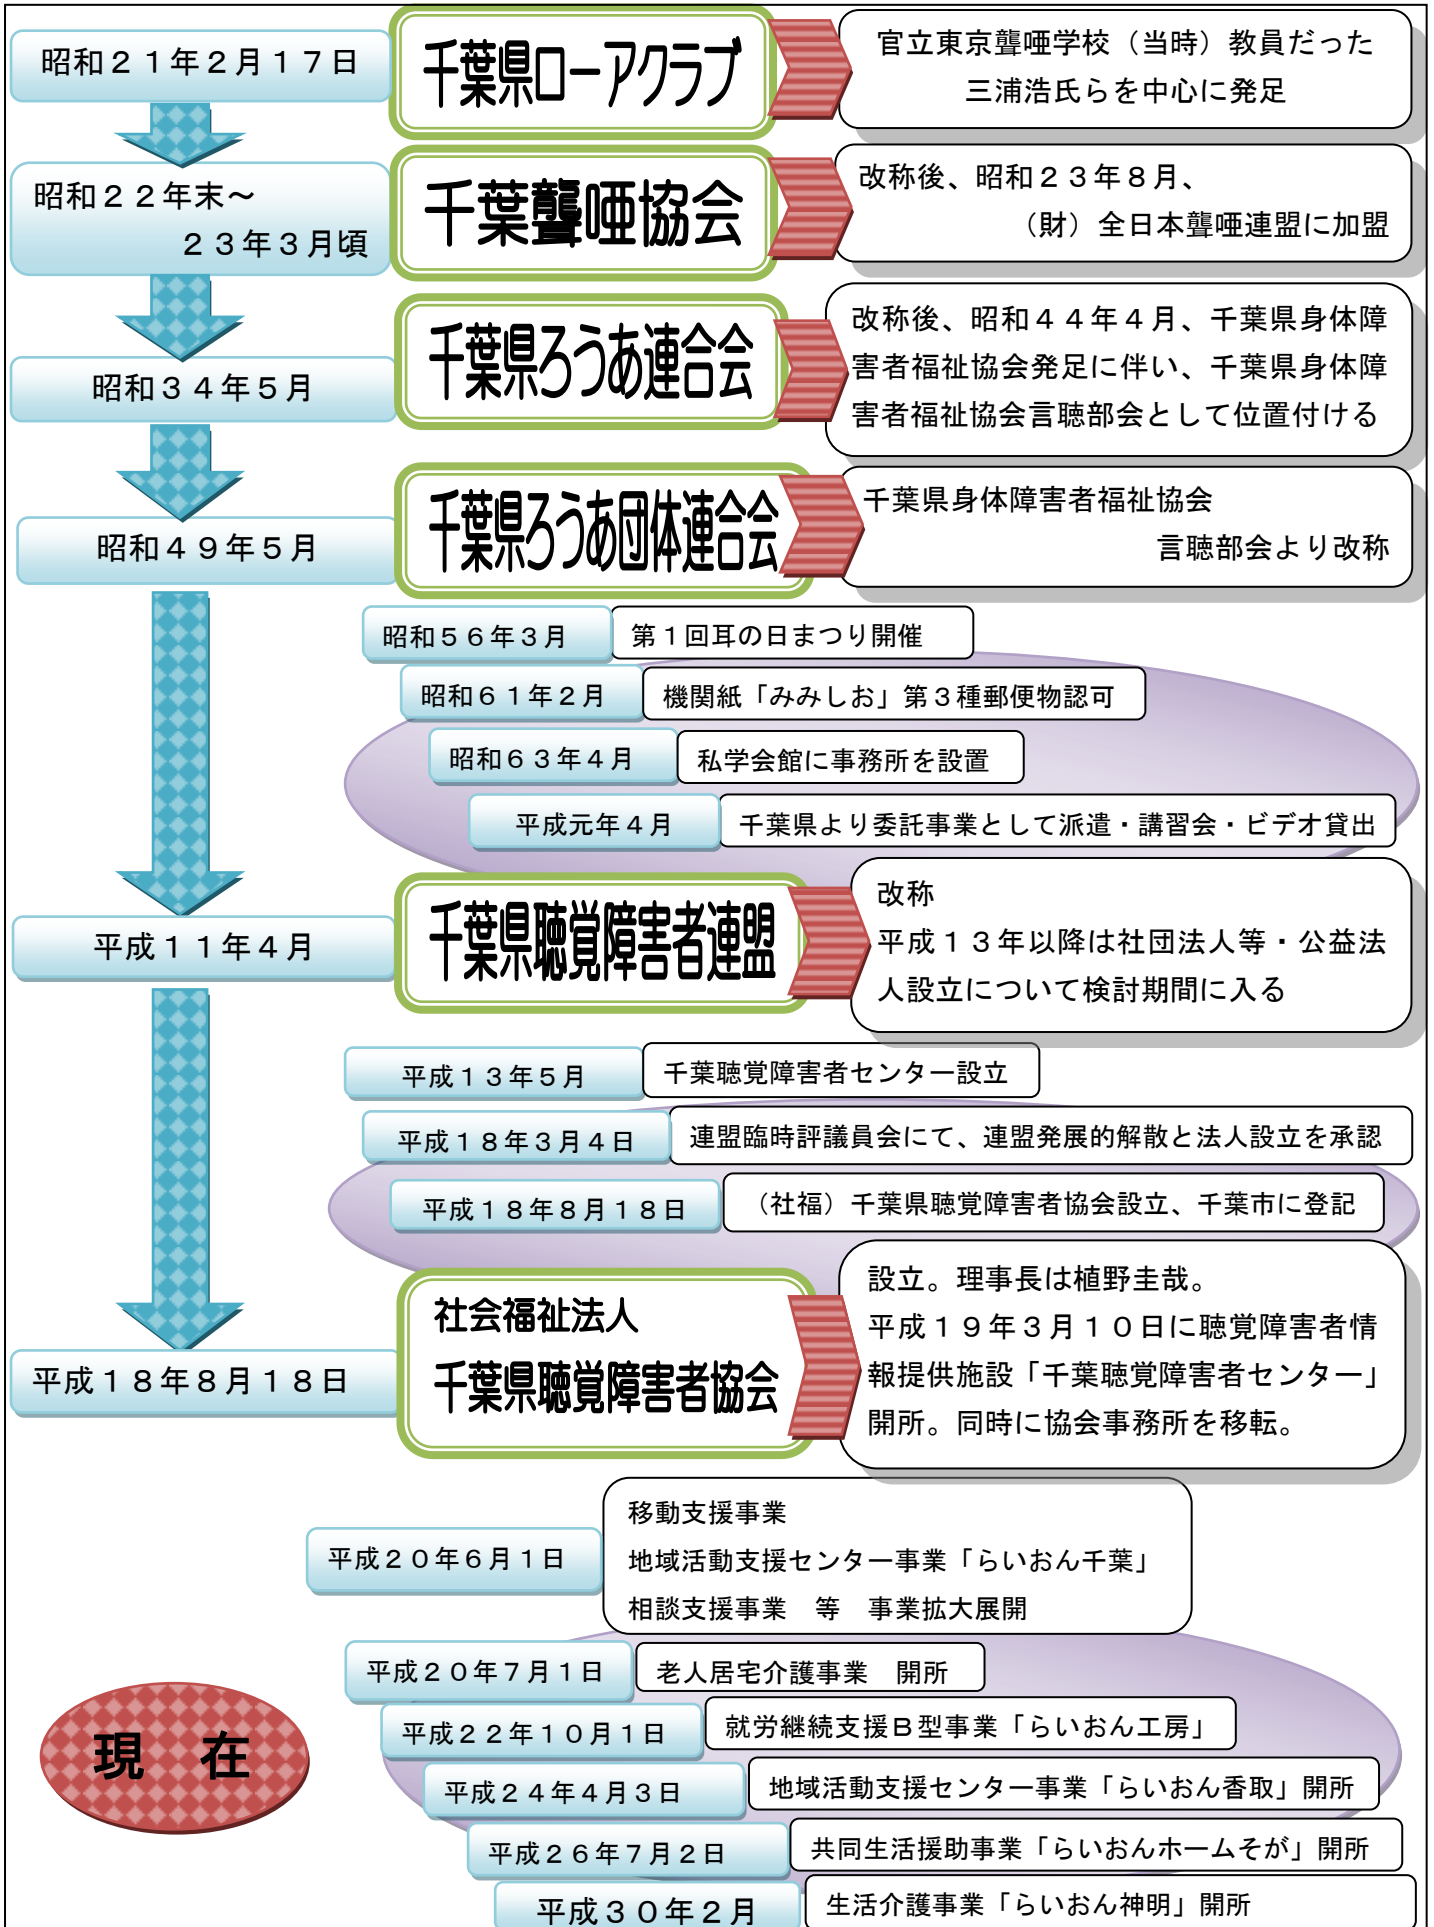 昭和２１年２月１７日
千葉県ローアクラブ
官立東京聾唖学校（当時）教員だった
三浦浩氏らを中心に発足
昭和２２年末～
２３年３月頃
千葉聾唖協会
改称後、昭和２３年８月、
（財）全日本聾唖連盟に加盟
昭和３４年５月
千葉県ろうあ連合会
改称後、昭和４４年４月、千葉県身体障
害者福祉協会発足に伴い、千葉県身体障
害者福祉協会言聴部会として位置付ける
昭和４９年５月
千葉県ろうあ団体連合会
千葉県身体障害者福祉協会
言聴部会より改称
昭和５６年３月
第１回耳の日まつり開催
昭和６１年２月
機関紙「みみしお」第３種郵便物認可
昭和６３年４月
私学会館に事務所を設置
平成元年４月
千葉県より委託事業として派遣・講習会・ビデオ貸出
平成１１年４月
千葉県聴覚障害者連盟
改称
平成１３年以降は社団法人等・公益法
人設立について検討期間に入る
平成１３年５月
千葉聴覚障害者センター設立
平成１８年３月４日
連盟臨時評議員会にて、連盟発展的解散と法人設立を承認
平成１８年８月１８日
（社福）千葉県聴覚障害者協会設立、千葉市に登記
平成１８年８月１８日
社会福祉法人
千葉県聴覚障害者協会
設立。理事長は植野圭哉。
平成１９年３月１０日に聴覚障害者情
報提供施設「千葉聴覚障害者センター」
開所。同時に協会事務所を移転。
平成２０年６月１日
移動支援事業
地域活動支援センター事業「らいおん千葉」
相談支援事業　等　事業拡大展開
平成２０年７月１日
老人居宅介護事業　開所
現　在
平成２２年１０月１日
就労継続支援Ｂ型事業「らいおん工房」
平成２４年４月３日
地域活動支援センター事業「らいおん香取」開所
平成２６年７月２日
共同生活援助事業「らいおんホームそが」開所
平成３０年２月
生活介護事業「らいおん神明」開所